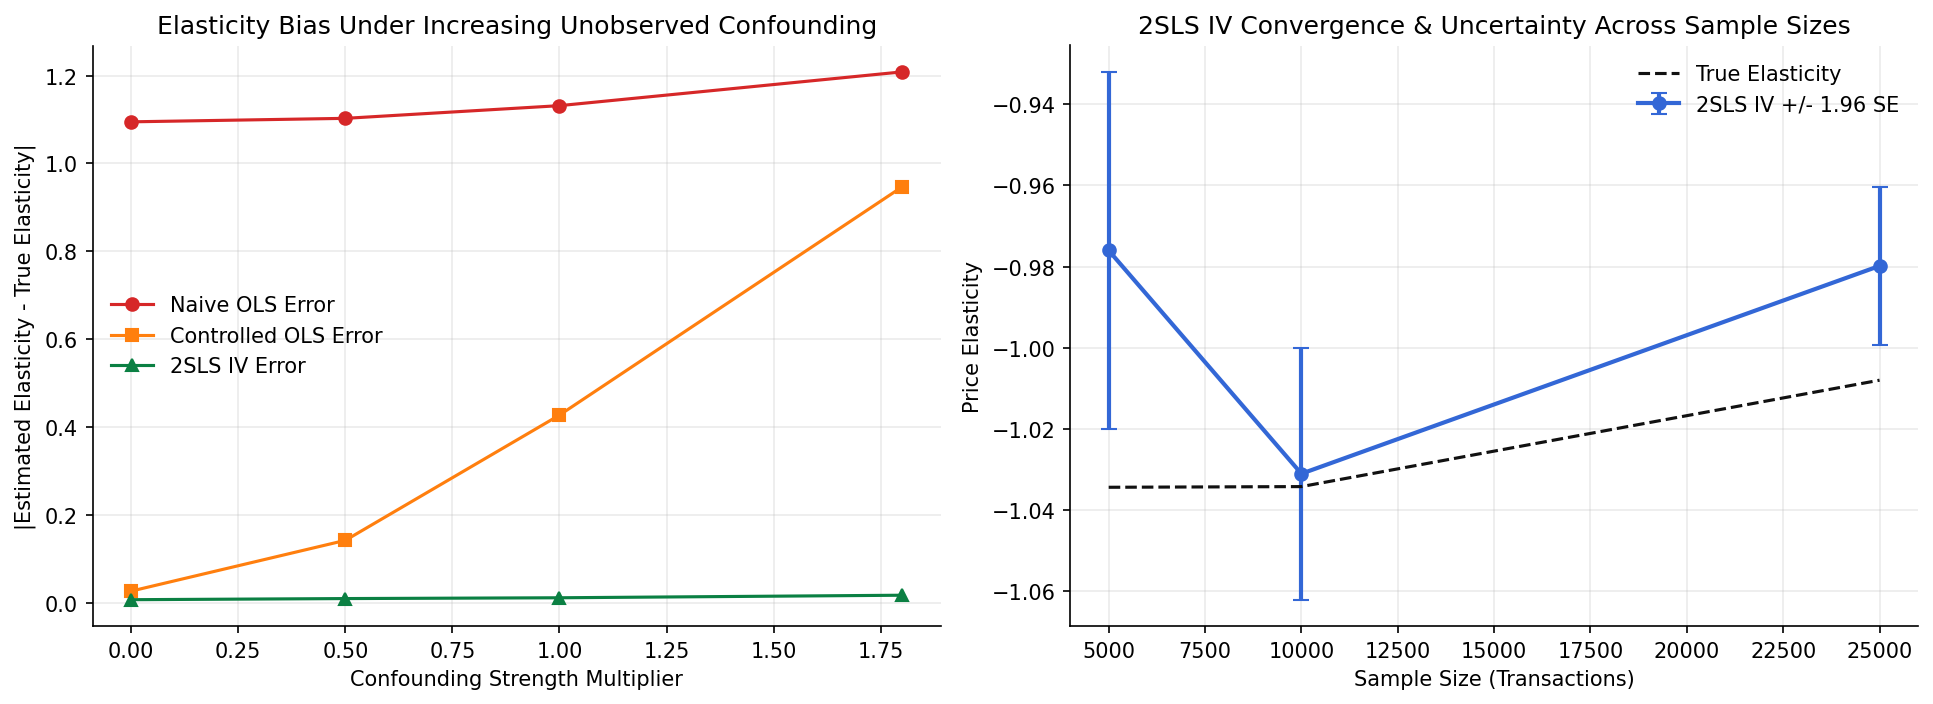 Elasticity Bias Under Increasing Unobserved Confounding
|Estimated Elasticity - True Elasticity|
1.2
1.0
0.8
0.6
0.4
0.2
0.0
Naive OLS Error
Controlled OLS Error
2SLS IV Error
0.00 0.25 0.50 0.75 1.00 1.25 1.50 1.75
Confounding Strength Multiplier
2SLS IV Convergence & Uncertainty Across Sample Sizes
Price Elasticity
−0.94
−0.96
−0.98
−1.00
−1.02
−1.04
−1.06
True Elasticity
2SLS IV +/- 1.96 SE
5000 7500 10000 12500 15000 17500 20000 22500 25000
Sample Size (Transactions)